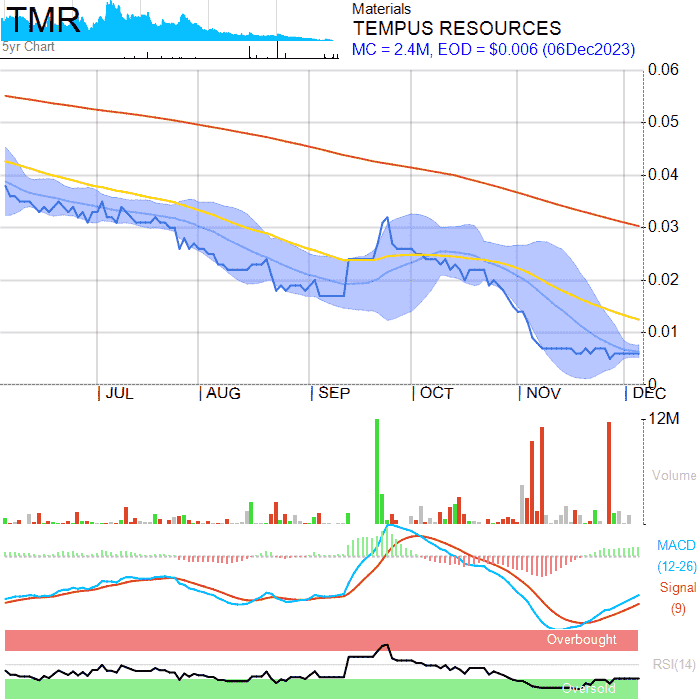 TMR
5yr Chart
Materials
TEMPUS RESOURCES
MC = 2.4M, EOD = $0.006 (06Dec2023)
0.06
0.05
0.04
0.03
0.02
0.01
0
JUL AUG SEP OCT NOV DEC
12M
Volume
MACD
(12-26)
Signal
(9)
Overbought
RSI(14)
Oversold